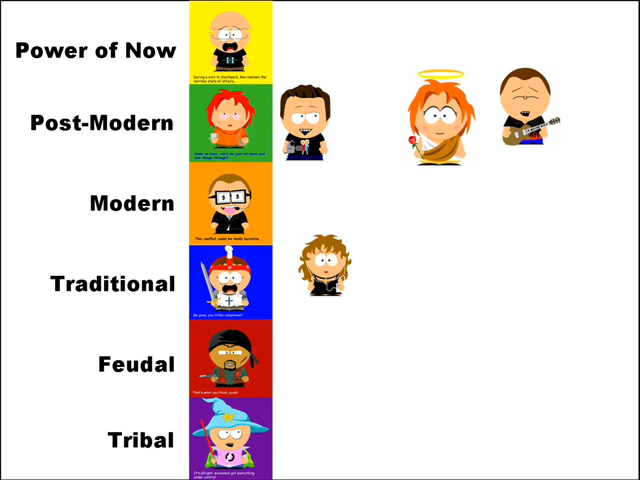 Power of Now
During a visit to Southpark, Ken realised the
terrible state of affairs...
Post-Modern
Come on boys, can't we just sit down and
talk things through?
Modern
This conflict could be really lucrative...
Traditional
Be gone, you filthy unbeliever!
Feudal
That's what you think, punk!
Tribal
It's alright, wiseman got everything
under control